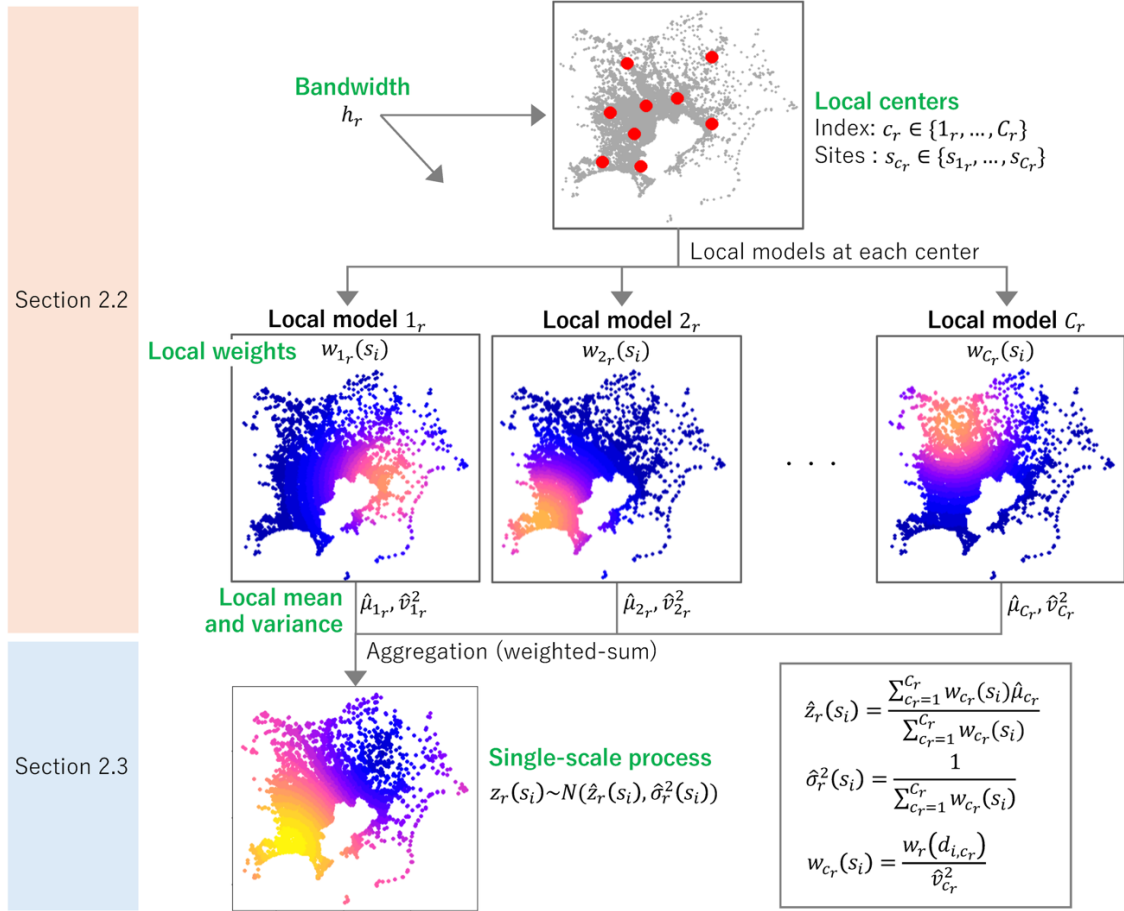 Bandwidth
h_r
Local centers
Index: c_r ∈ {1_r, … , C_r}
Sites : s_{c_r} ∈ {s_{1_r}, … , s_{C_r}}
Section 2.2
Local models at each center
Local model 1_r
Local model 2_r
Local model C_r
Local weights
w_{1_r}(s_i)
w_{2_r}(s_i)
w_{C_r}(s_i)
. . .
Local mean
and variance
μ̂_{1_r}, v̂²_{1_r}
μ̂_{2_r}, v̂²_{2_r}
μ̂_{C_r}, v̂²_{C_r}
Aggregation (weighted-sum)
Section 2.3
Single-scale process
z_r(s_i)~N(ẑ_r(s_i), σ̂²_r(s_i))
ẑ_r(s_i) = ∑_{c_r=1}^{C_r} w_{c_r}(s_i)μ̂_{c_r} / ∑_{c_r=1}^{C_r} w_{c_r}(s_i)
σ̂²_r(s_i) = 1 / ∑_{c_r=1}^{C_r} w_{c_r}(s_i)
w_{c_r}(s_i) = w_r(d_{i,c_r}) / v̂²_{c_r}